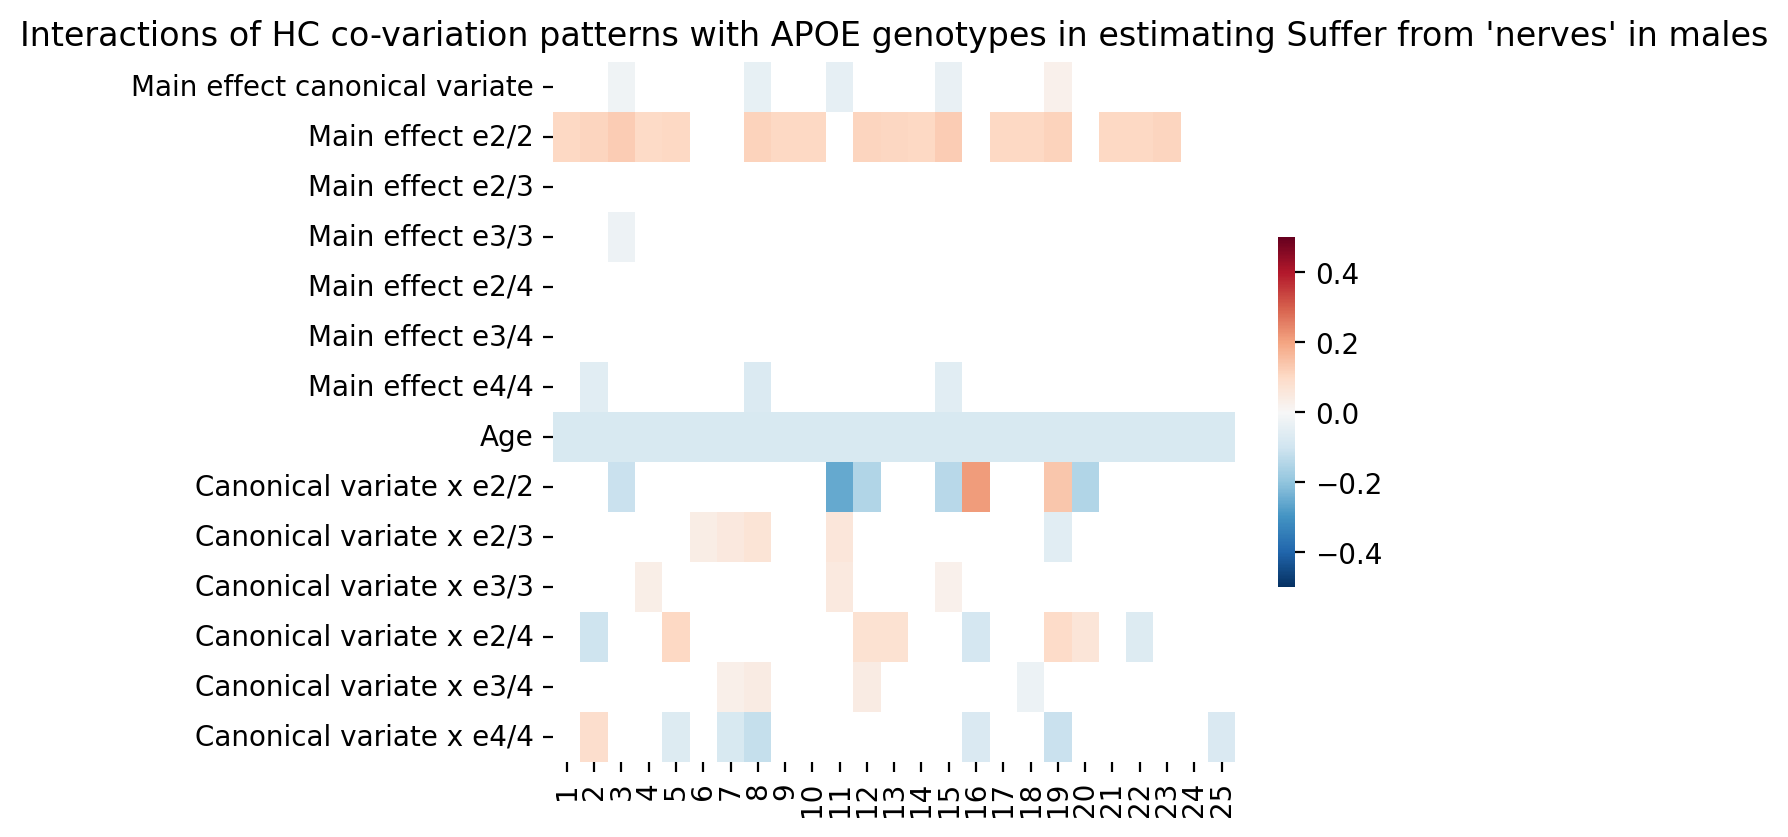 Interactions of HC co-variation patterns with APOE genotypes in estimating Suffer from 'nerves' in males
Main effect canonical variate
Main effect e2/2
Main effect e2/3
Main effect e3/3
Main effect e2/4
Main effect e3/4
Main effect e4/4
Age
Canonical variate x e2/2
Canonical variate x e2/3
Canonical variate x e3/3
Canonical variate x e2/4
Canonical variate x e3/4
Canonical variate x e4/4
1 2 3 4 5 6 7 8 9 10 11 12 13 14 15 16 17 18 19 20 21 22 23 24 25
0.4
0.2
0.0
−0.2
−0.4